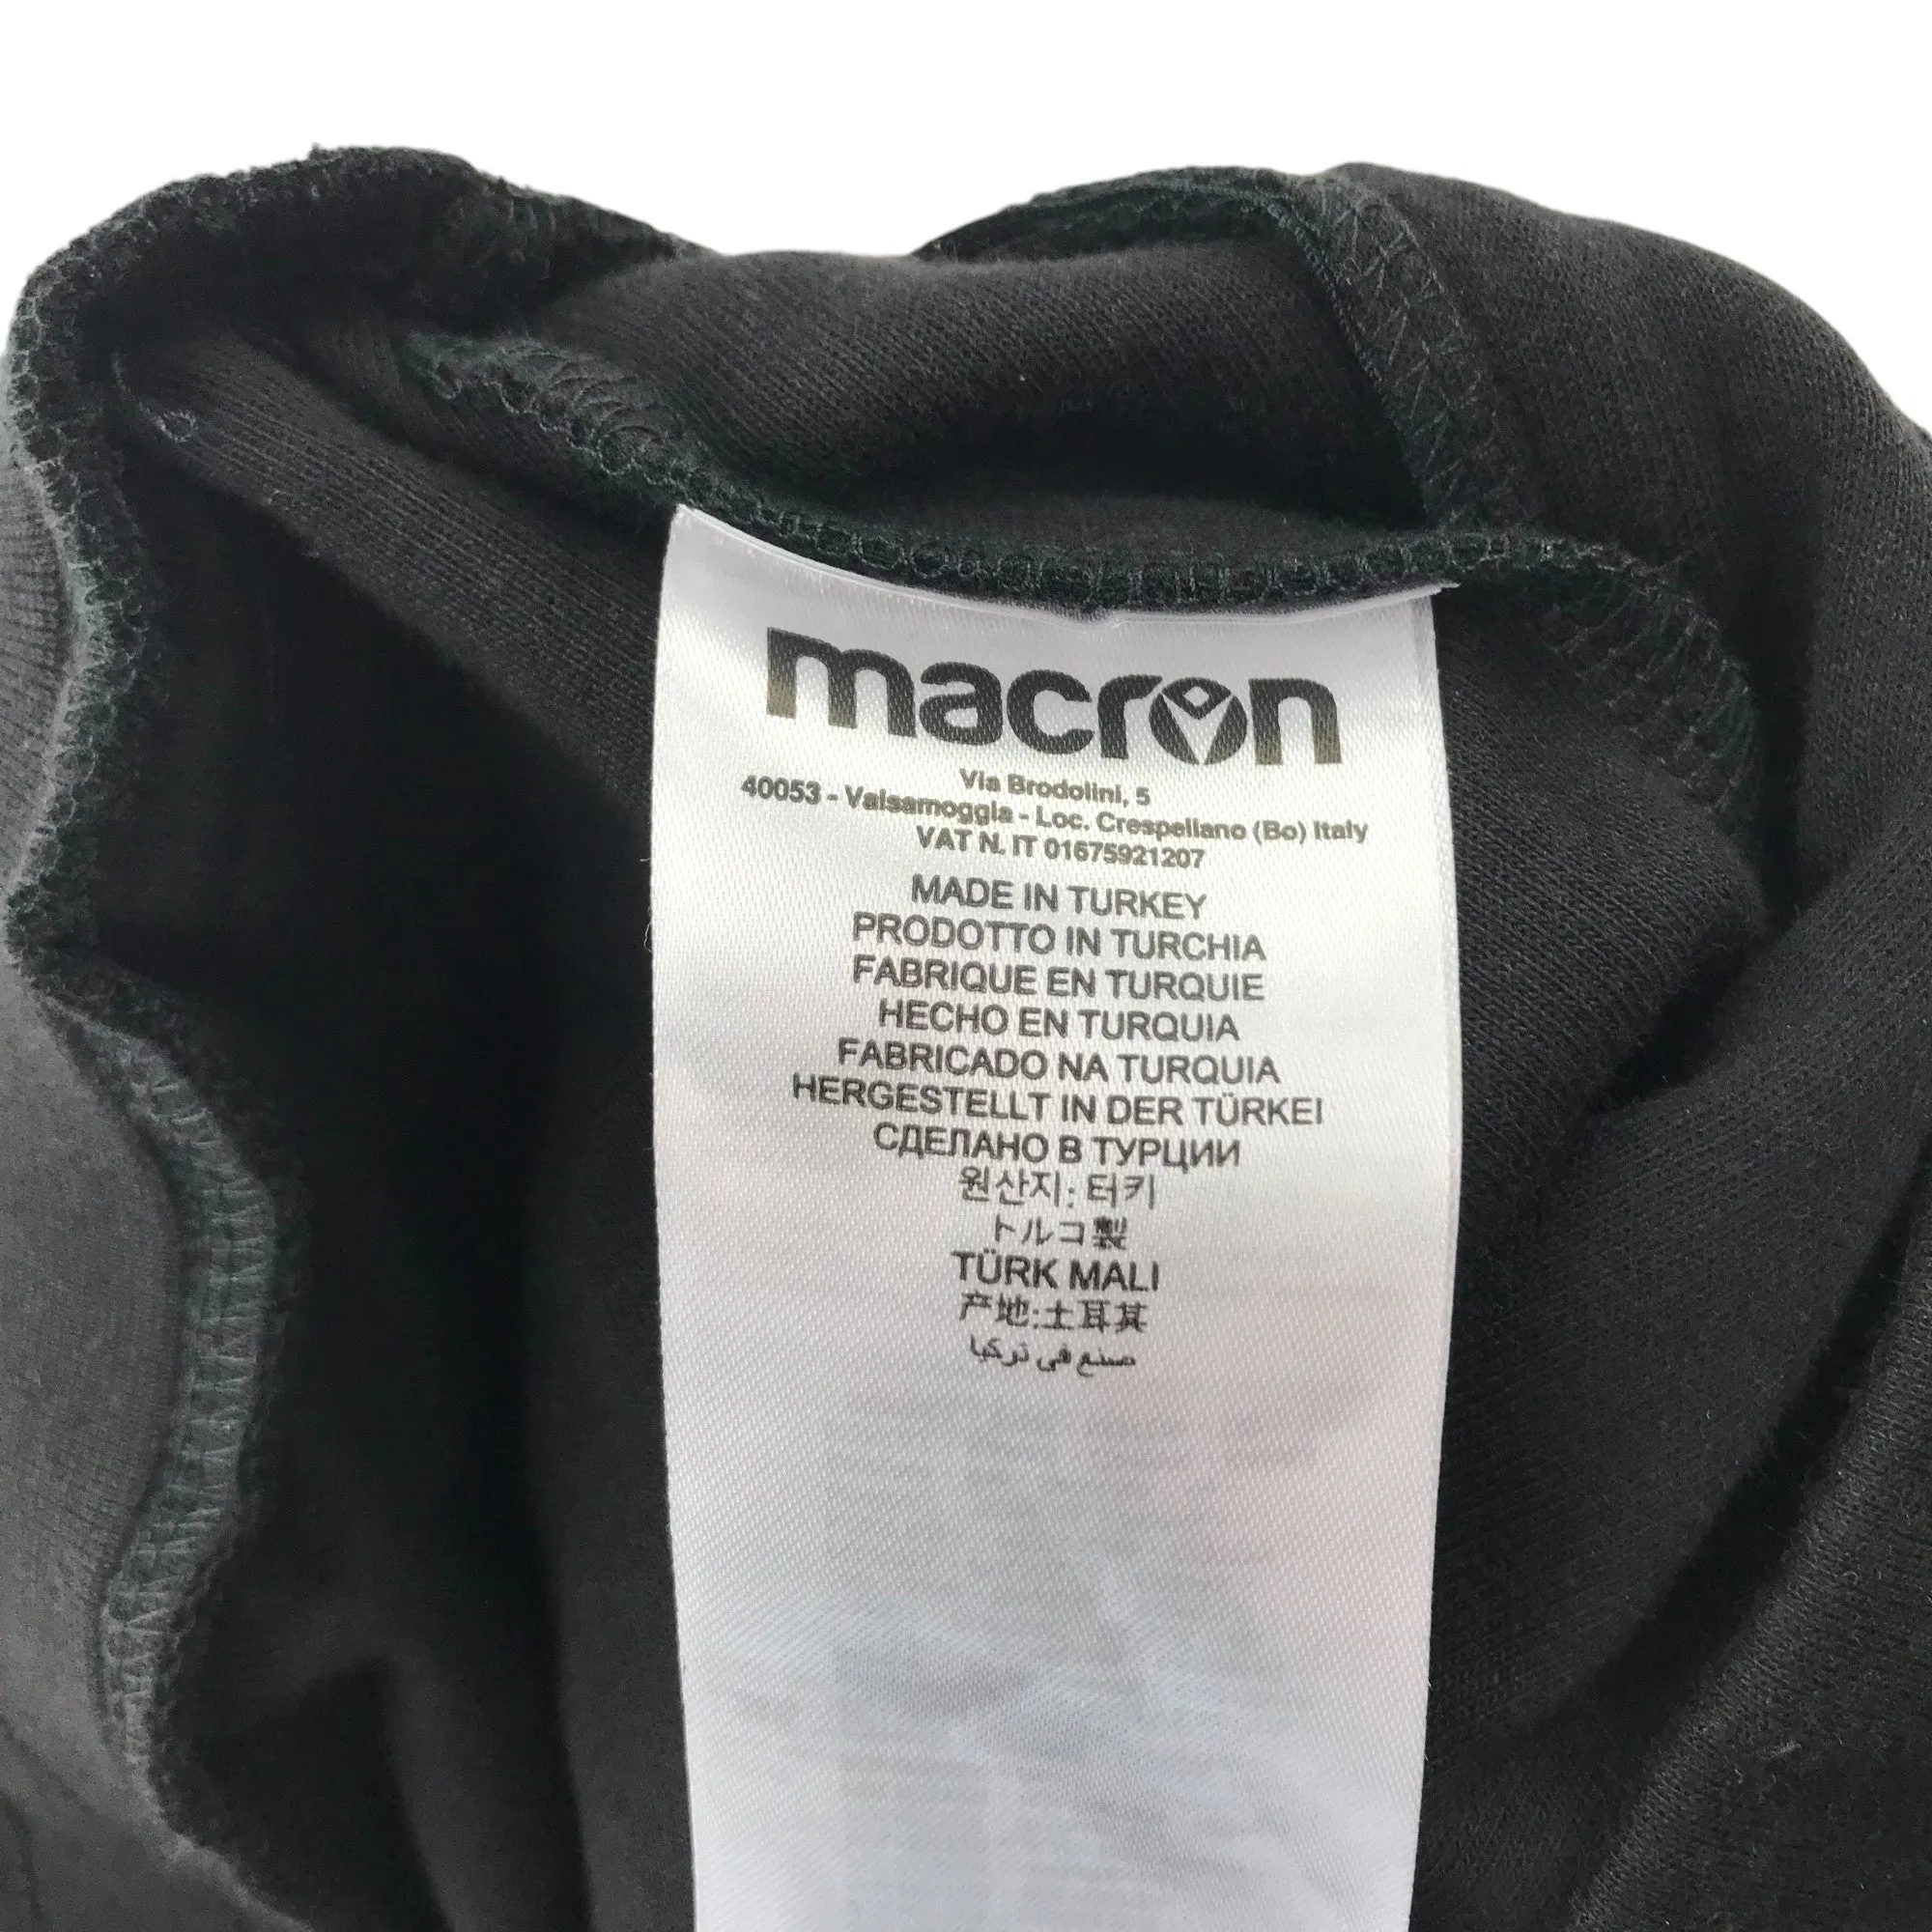 macron
Via Brodolini, 5
40053 - Valsamoggia - Loc. Crespellano (Bo) Italy
VAT N. IT 01675921207
MADE IN TURKEY
PRODOTTO IN TURCHIA
FABRIQUE EN TURQUIE
HECHO EN TURQUIA
FABRICADO NA TURQUIA
HERGESTELLT IN DER TÜRKEI
СДЕЛАНО В ТУРЦИИ
원산지: 터키
トルコ製
TÜRK MALI
产地:土耳其
صنع في تركيا